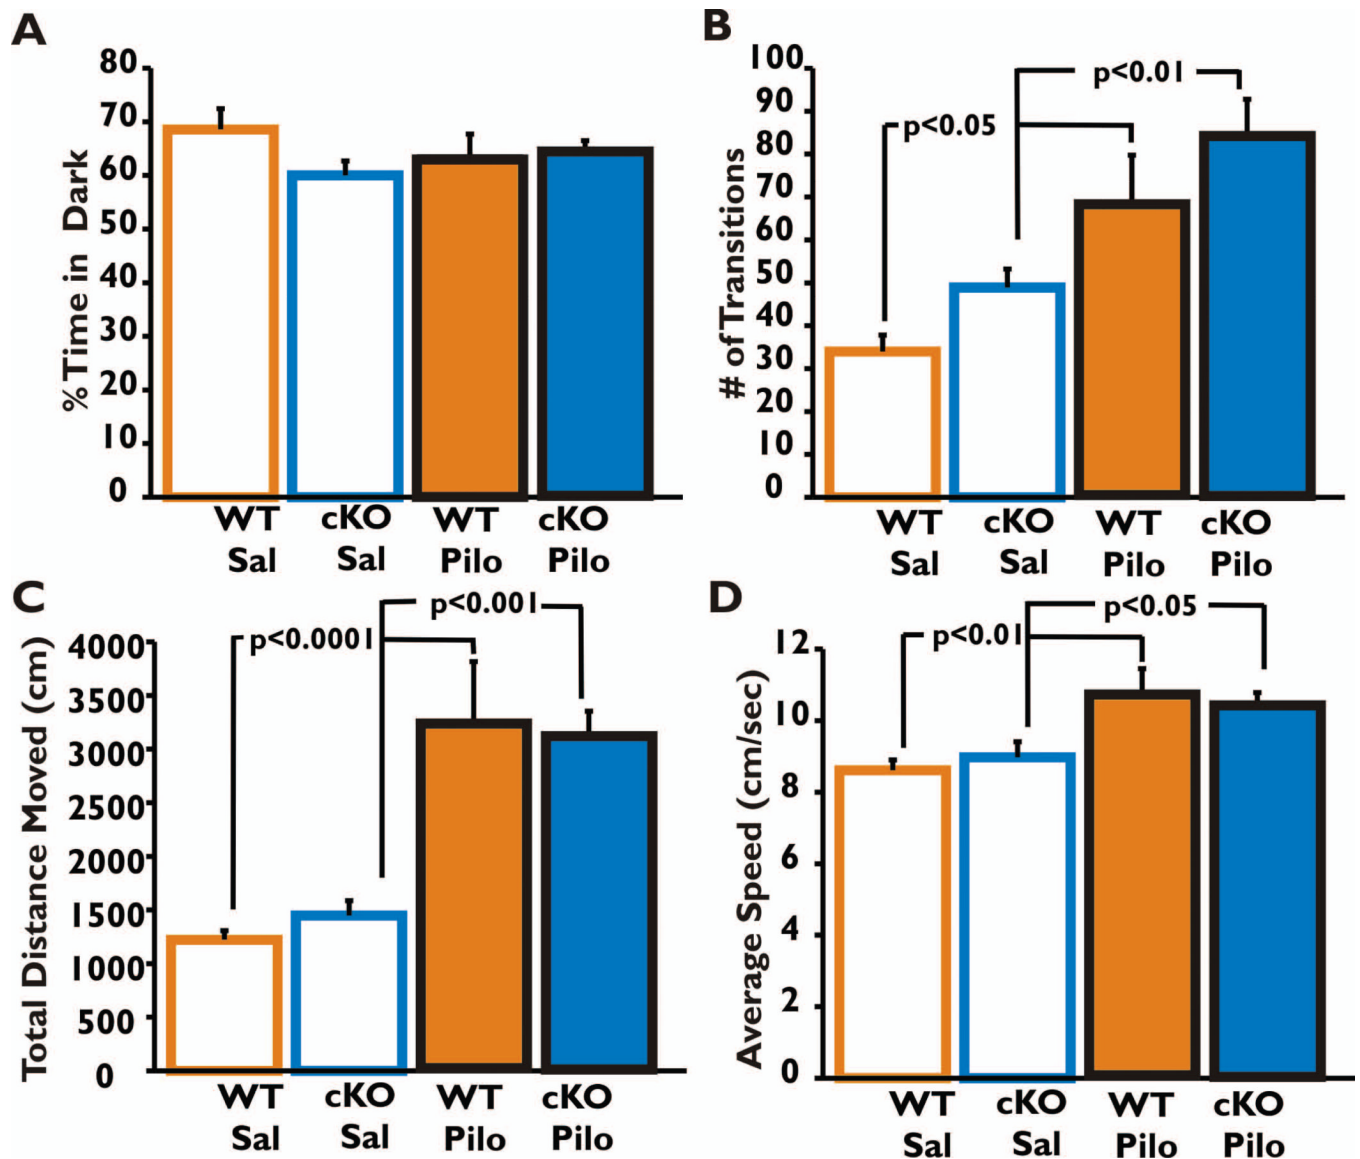 A
% Time in Dark
80
70
60
50
40
30
20
10
0
WT cKO WT cKO
Sal Sal Pilo Pilo
B
# of Transitions
100
90
80
70
60
50
40
30
20
10
0
p<0.01
p<0.05
WT cKO WT cKO
Sal Sal Pilo Pilo
C
Total Distance Moved (cm)
4000
3500
3000
2500
2000
1500
1000
500
0
p<0.001
p<0.0001
WT cKO WT cKO
Sal Sal Pilo Pilo
D
Average Speed (cm/sec)
12
10
8
6
4
2
0
p<0.05
p<0.01
WT cKO WT cKO
Sal Sal Pilo Pilo